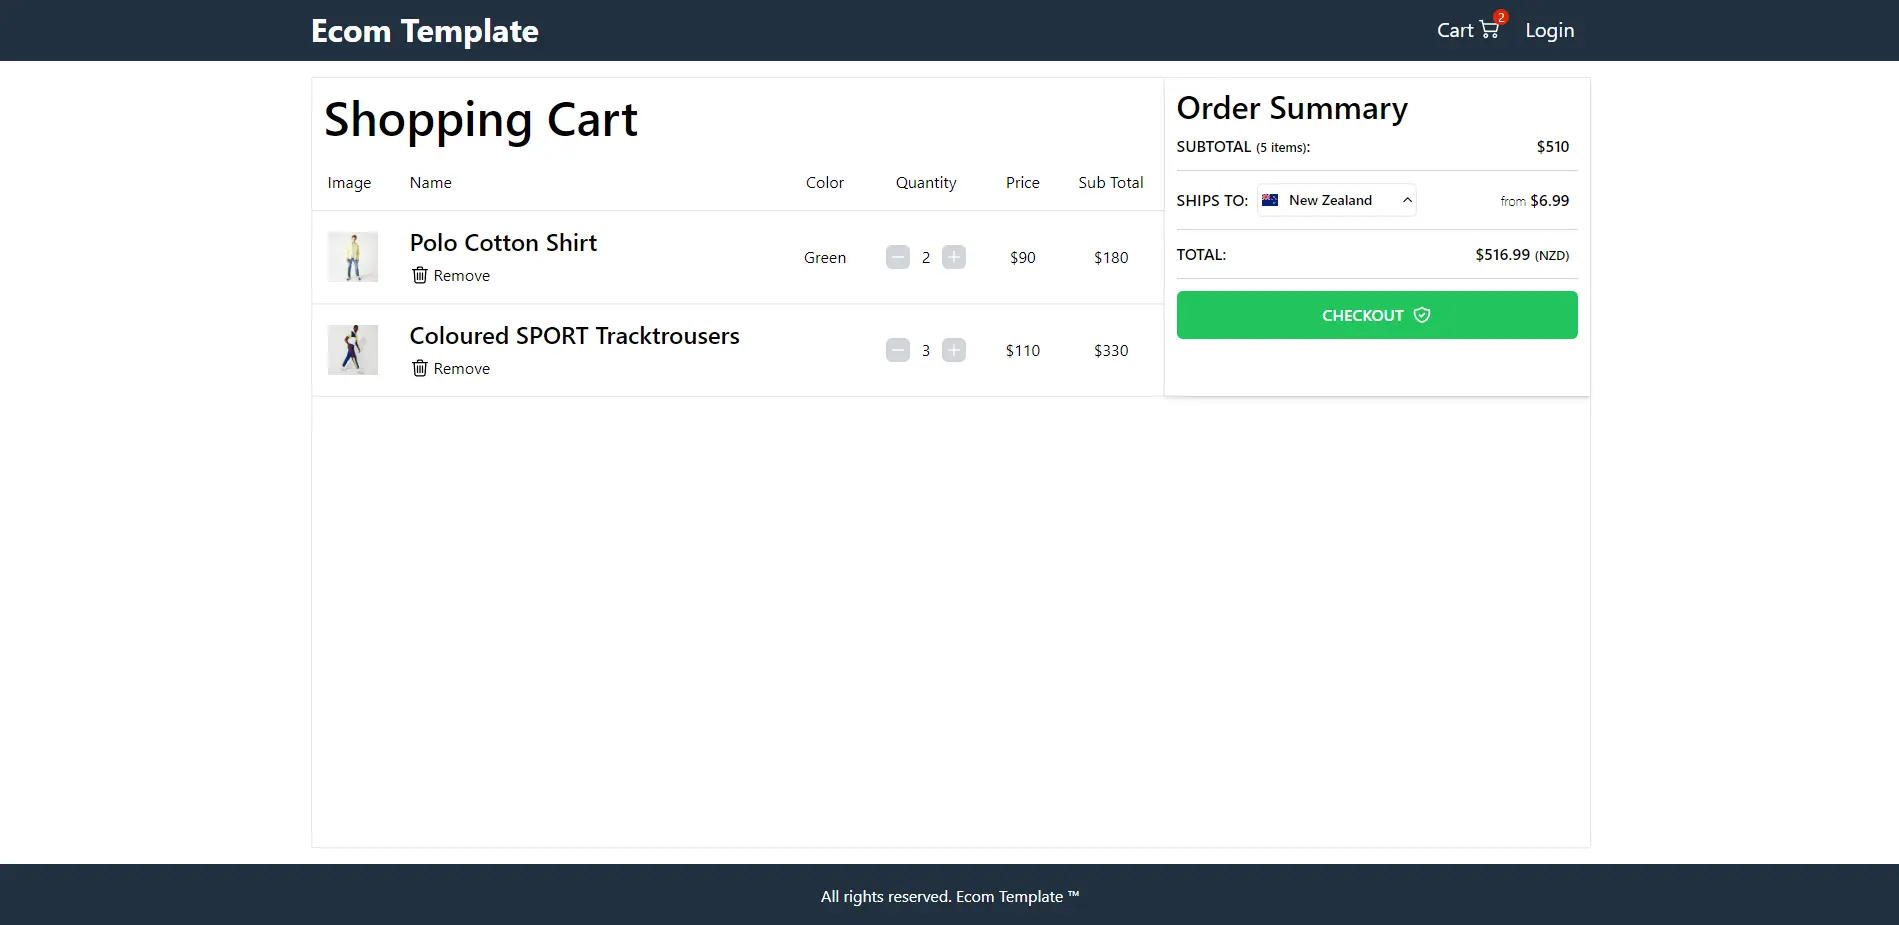 Ecom Template
Cart 2 Login
Shopping Cart
Image Name Color Quantity Price Sub Total
Polo Cotton Shirt
Remove
Green 2 $90 $180
Coloured SPORT Tracktrousers
Remove
3 $110 $330
Order Summary
SUBTOTAL (5 items): $510
SHIPS TO: New Zealand from $6.99
TOTAL: $516.99 (NZD)
CHECKOUT
All rights reserved. Ecom Template ™